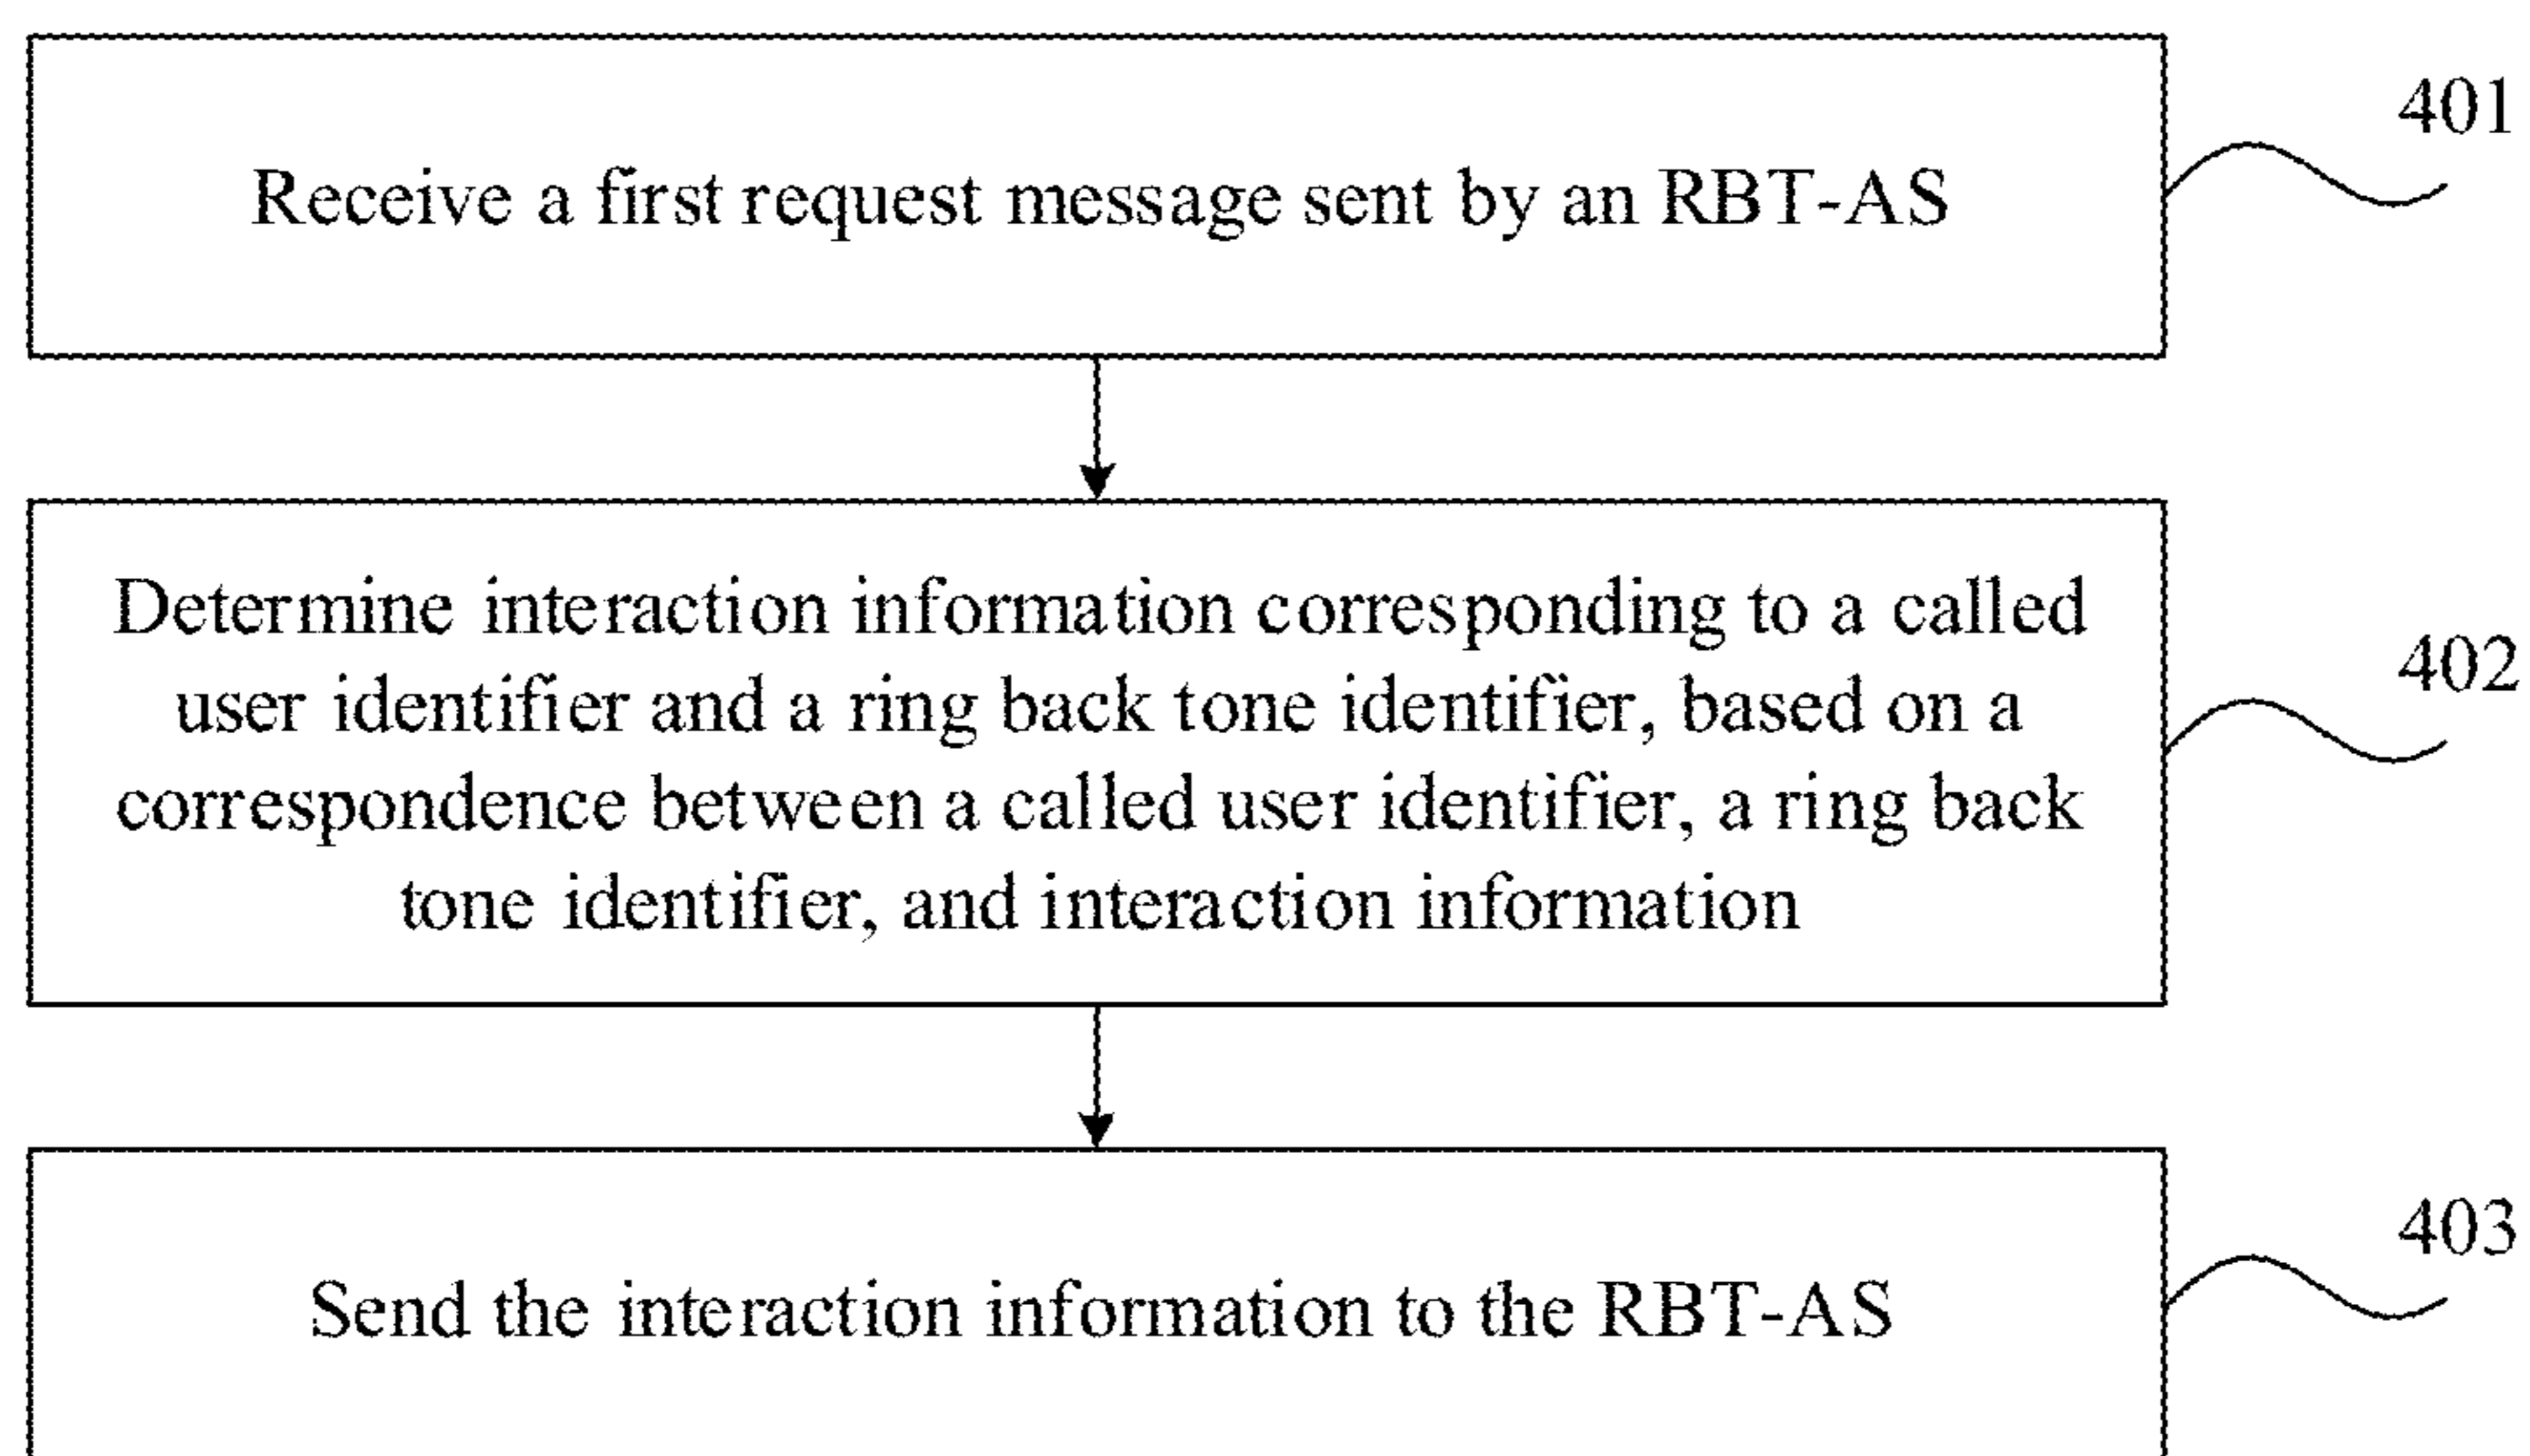 401
Receive a first request message sent by an RBT-AS
Determine interaction information corresponding to a called
402
user identifier and a ring back tone identifier, based on a
correspondence between a called user identifier, a ring back
tone identifier, and interaction information
403
Send the interaction information to the RBT-AS